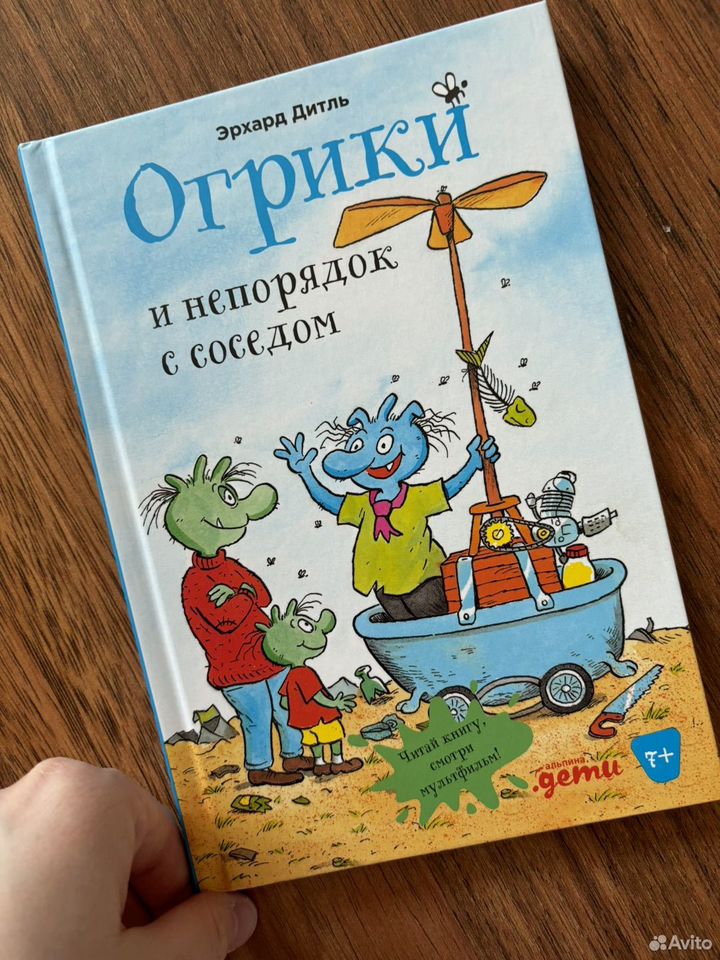 Эрхард Дитль
Огрики
и непорядок
с соседом
Читай книгу,
смотри
мультфильм!
альпина
.дети
7+
Avito